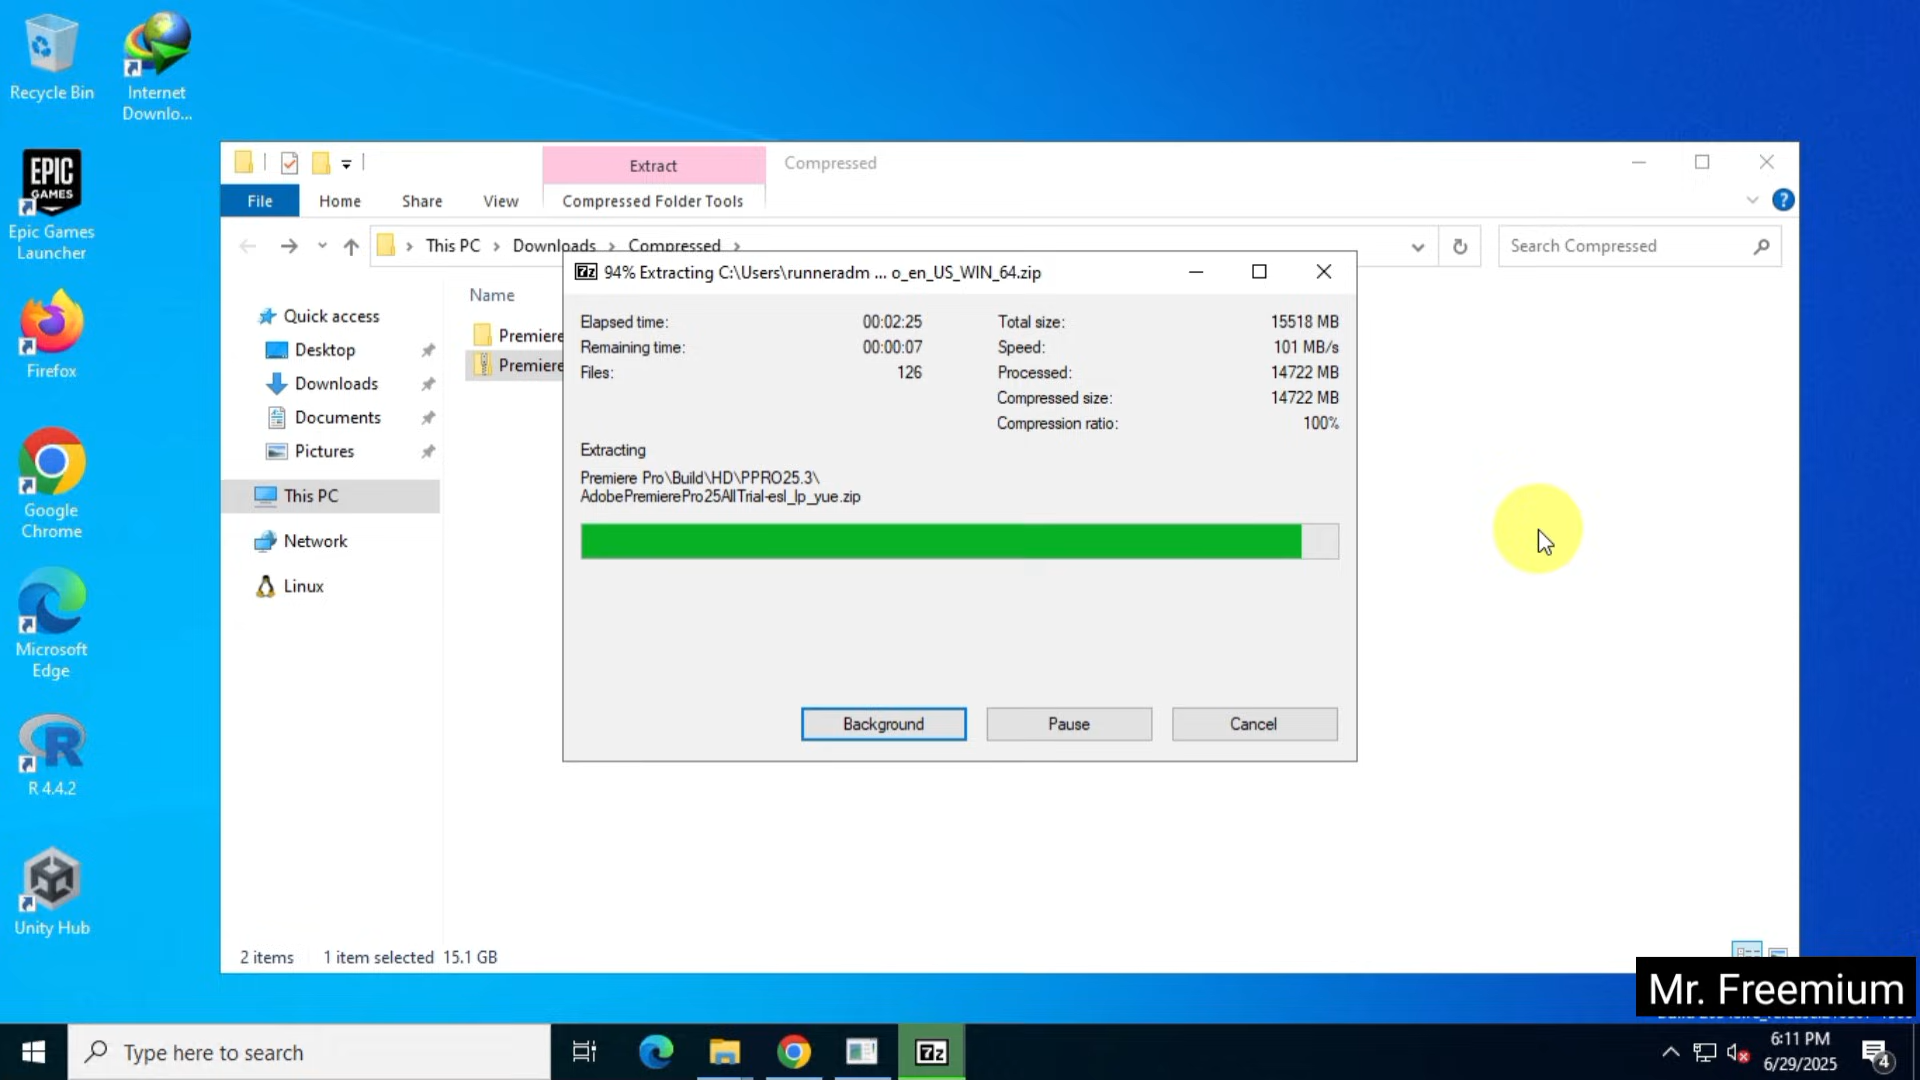 Recycle Bin
Internet
Downlo...
EPIC
GAMES
Epic Games
Launcher
Firefox
Google
Chrome
Microsoft
Edge
R 4.4.2
Unity Hub
Extract
Compressed
File
Home
Share
View
Compressed Folder Tools
?
This PC
Downloads
Compressed
Search Compressed
Quick access
Desktop
Downloads
Documents
Pictures
This PC
Network
Linux
Name
Premiere
Premiere
7z 94% Extracting C:\Users\runneradm ... o_en_US_WIN_64.zip
Elapsed time: 00:02:25 Total size: 15518 MB
Remaining time: 00:00:07 Speed: 101 MB/s
Files: 126 Processed: 14722 MB
Compressed size: 14722 MB
Compression ratio: 100%
Extracting
Premiere Pro\Build\HD\PPRO25.3\
AdobePremierePro25AllTrial-esl_lp_yue.zip
Background
Pause
Cancel
2 items 1 item selected 15.1 GB
Mr. Freemium
Type here to search
7z
6:11 PM
6/29/2025
4